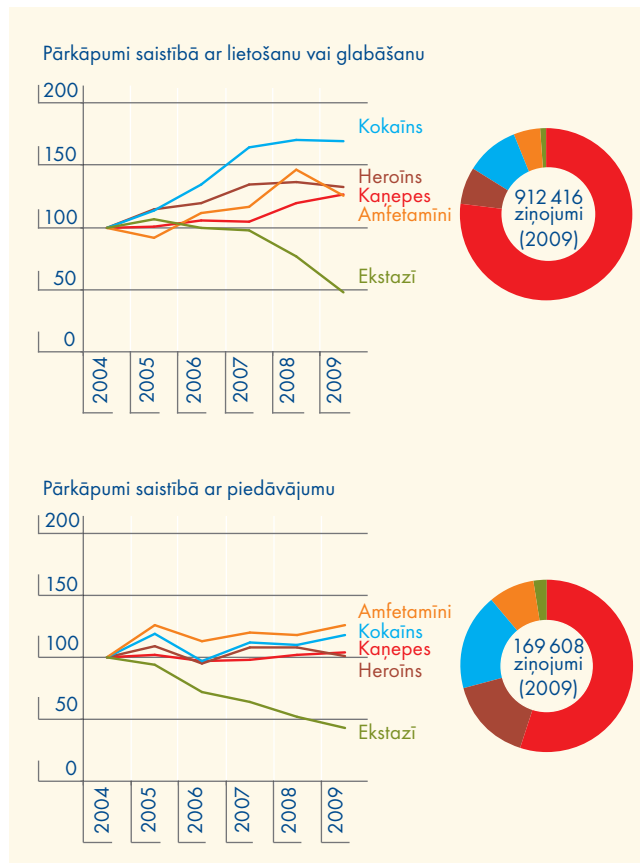 Pārkāpumi saistībā ar lietošanu vai glabāšanu
200
150
100
50
0
Kokaīns
Heroīns
Kaņepes
Amfetamīni
Ekstazī
2004
2005
2006
2007
2008
2009
912 416
ziņojumi
(2009)
Pārkāpumi saistībā ar piedāvājumu
200
150
100
50
0
Amfetamīni
Kokaīns
Kaņepes
Heroīns
Ekstazī
2004
2005
2006
2007
2008
2009
169 608
ziņojumi
(2009)